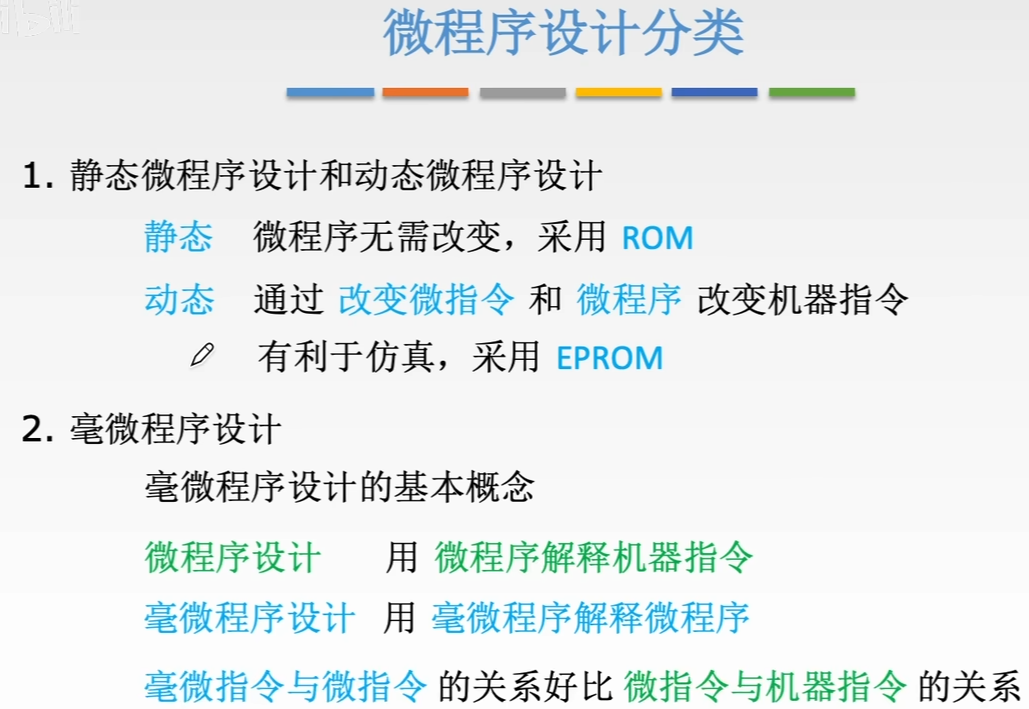 微程序设计分类
1. 静态微程序设计和动态微程序设计
静态 微程序无需改变，采用 ROM
动态 通过 改变微指令 和 微程序 改变机器指令
有利于仿真，采用 EPROM
2. 毫微程序设计
毫微程序设计的基本概念
微程序设计 用 微程序解释机器指令
毫微程序设计 用 毫微程序解释微程序
毫微指令与微指令 的关系好比 微指令与机器指令 的关系